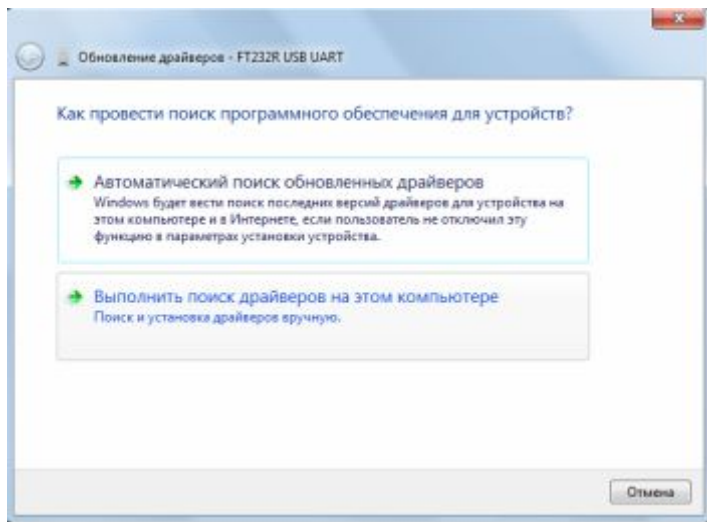 Обновление драйверов - FT232R USB UART
Как провести поиск программного обеспечения для устройств?
Автоматический поиск обновленных драйверов
Windows будет вести поиск последних версий драйверов для устройства на
этом компьютере и в Интернете, если пользователь не отключил эту
функцию в параметрах установки устройства.
Выполнить поиск драйверов на этом компьютере
Поиск и установка драйверов вручную.
Отмена